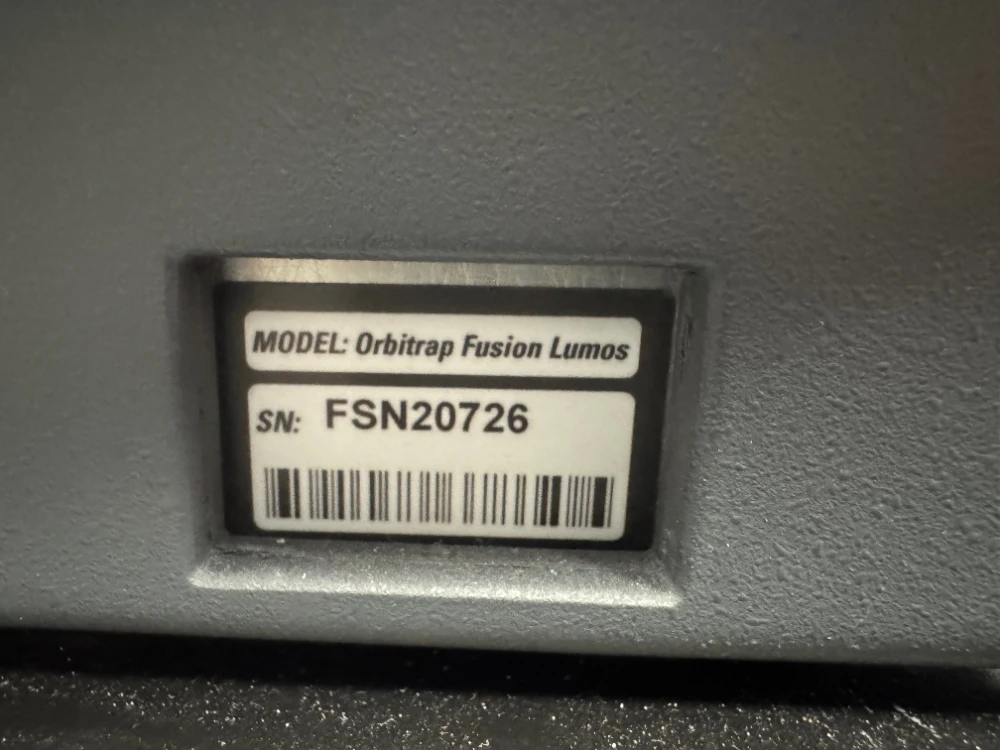 MODEL: Orbitrap Fusion Lumos
SN: FSN20726